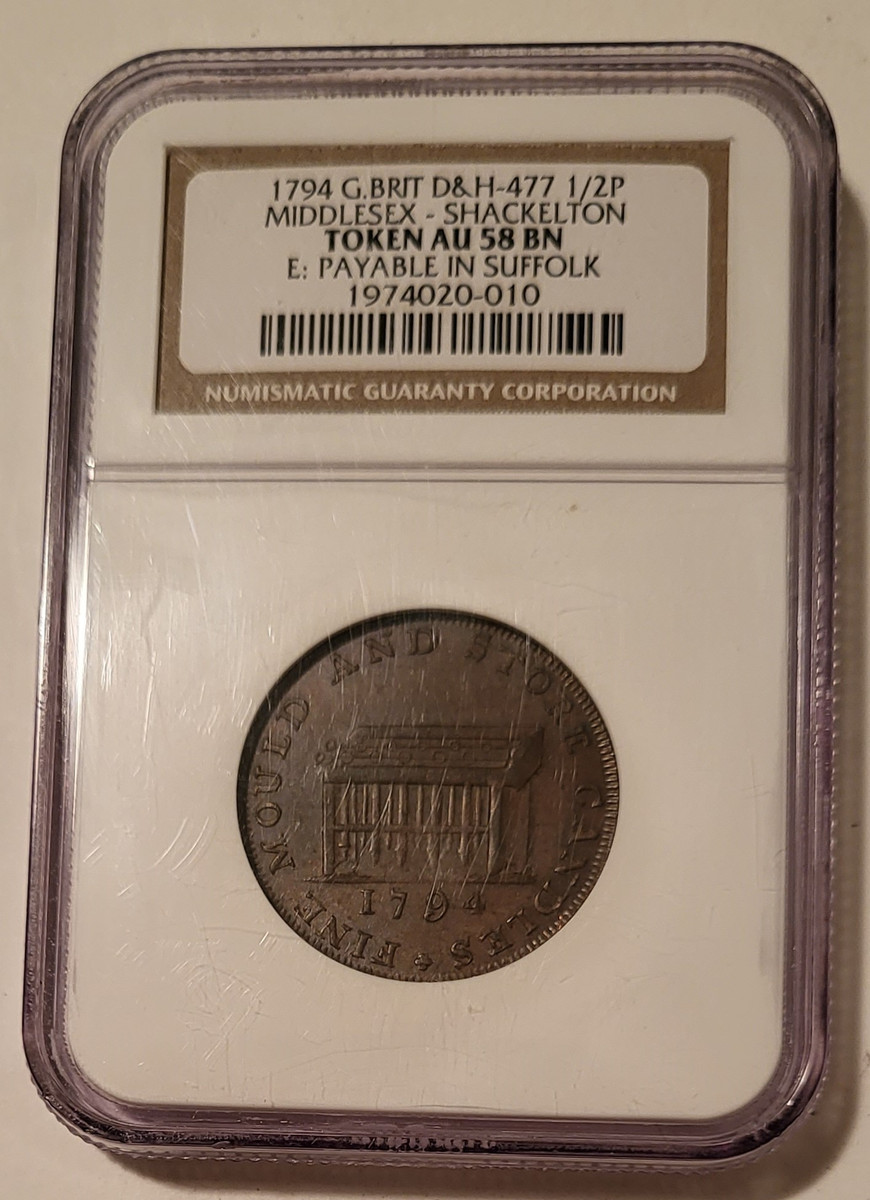 1794 G.BRIT D&H-477 1/2P
MIDDLESEX - SHACKELTON
TOKEN AU 58 BN
E: PAYABLE IN SUFFOLK
1974020-010
NUMISMATIC GUARANTY CORPORATION
FINE MOULD AND STORE CANDLES
1794